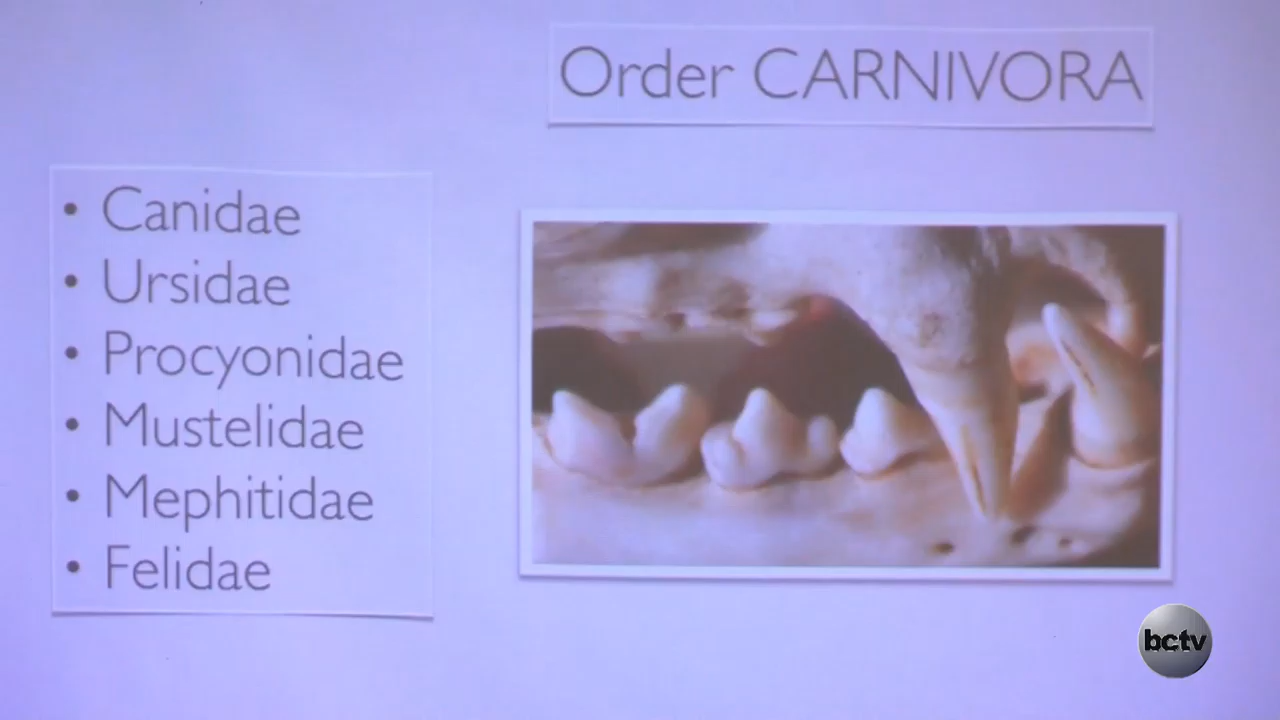 Order CARNIVORA
• Canidae
• Ursidae
• Procyonidae
• Mustelidae
• Mephitidae
• Felidae
bctv